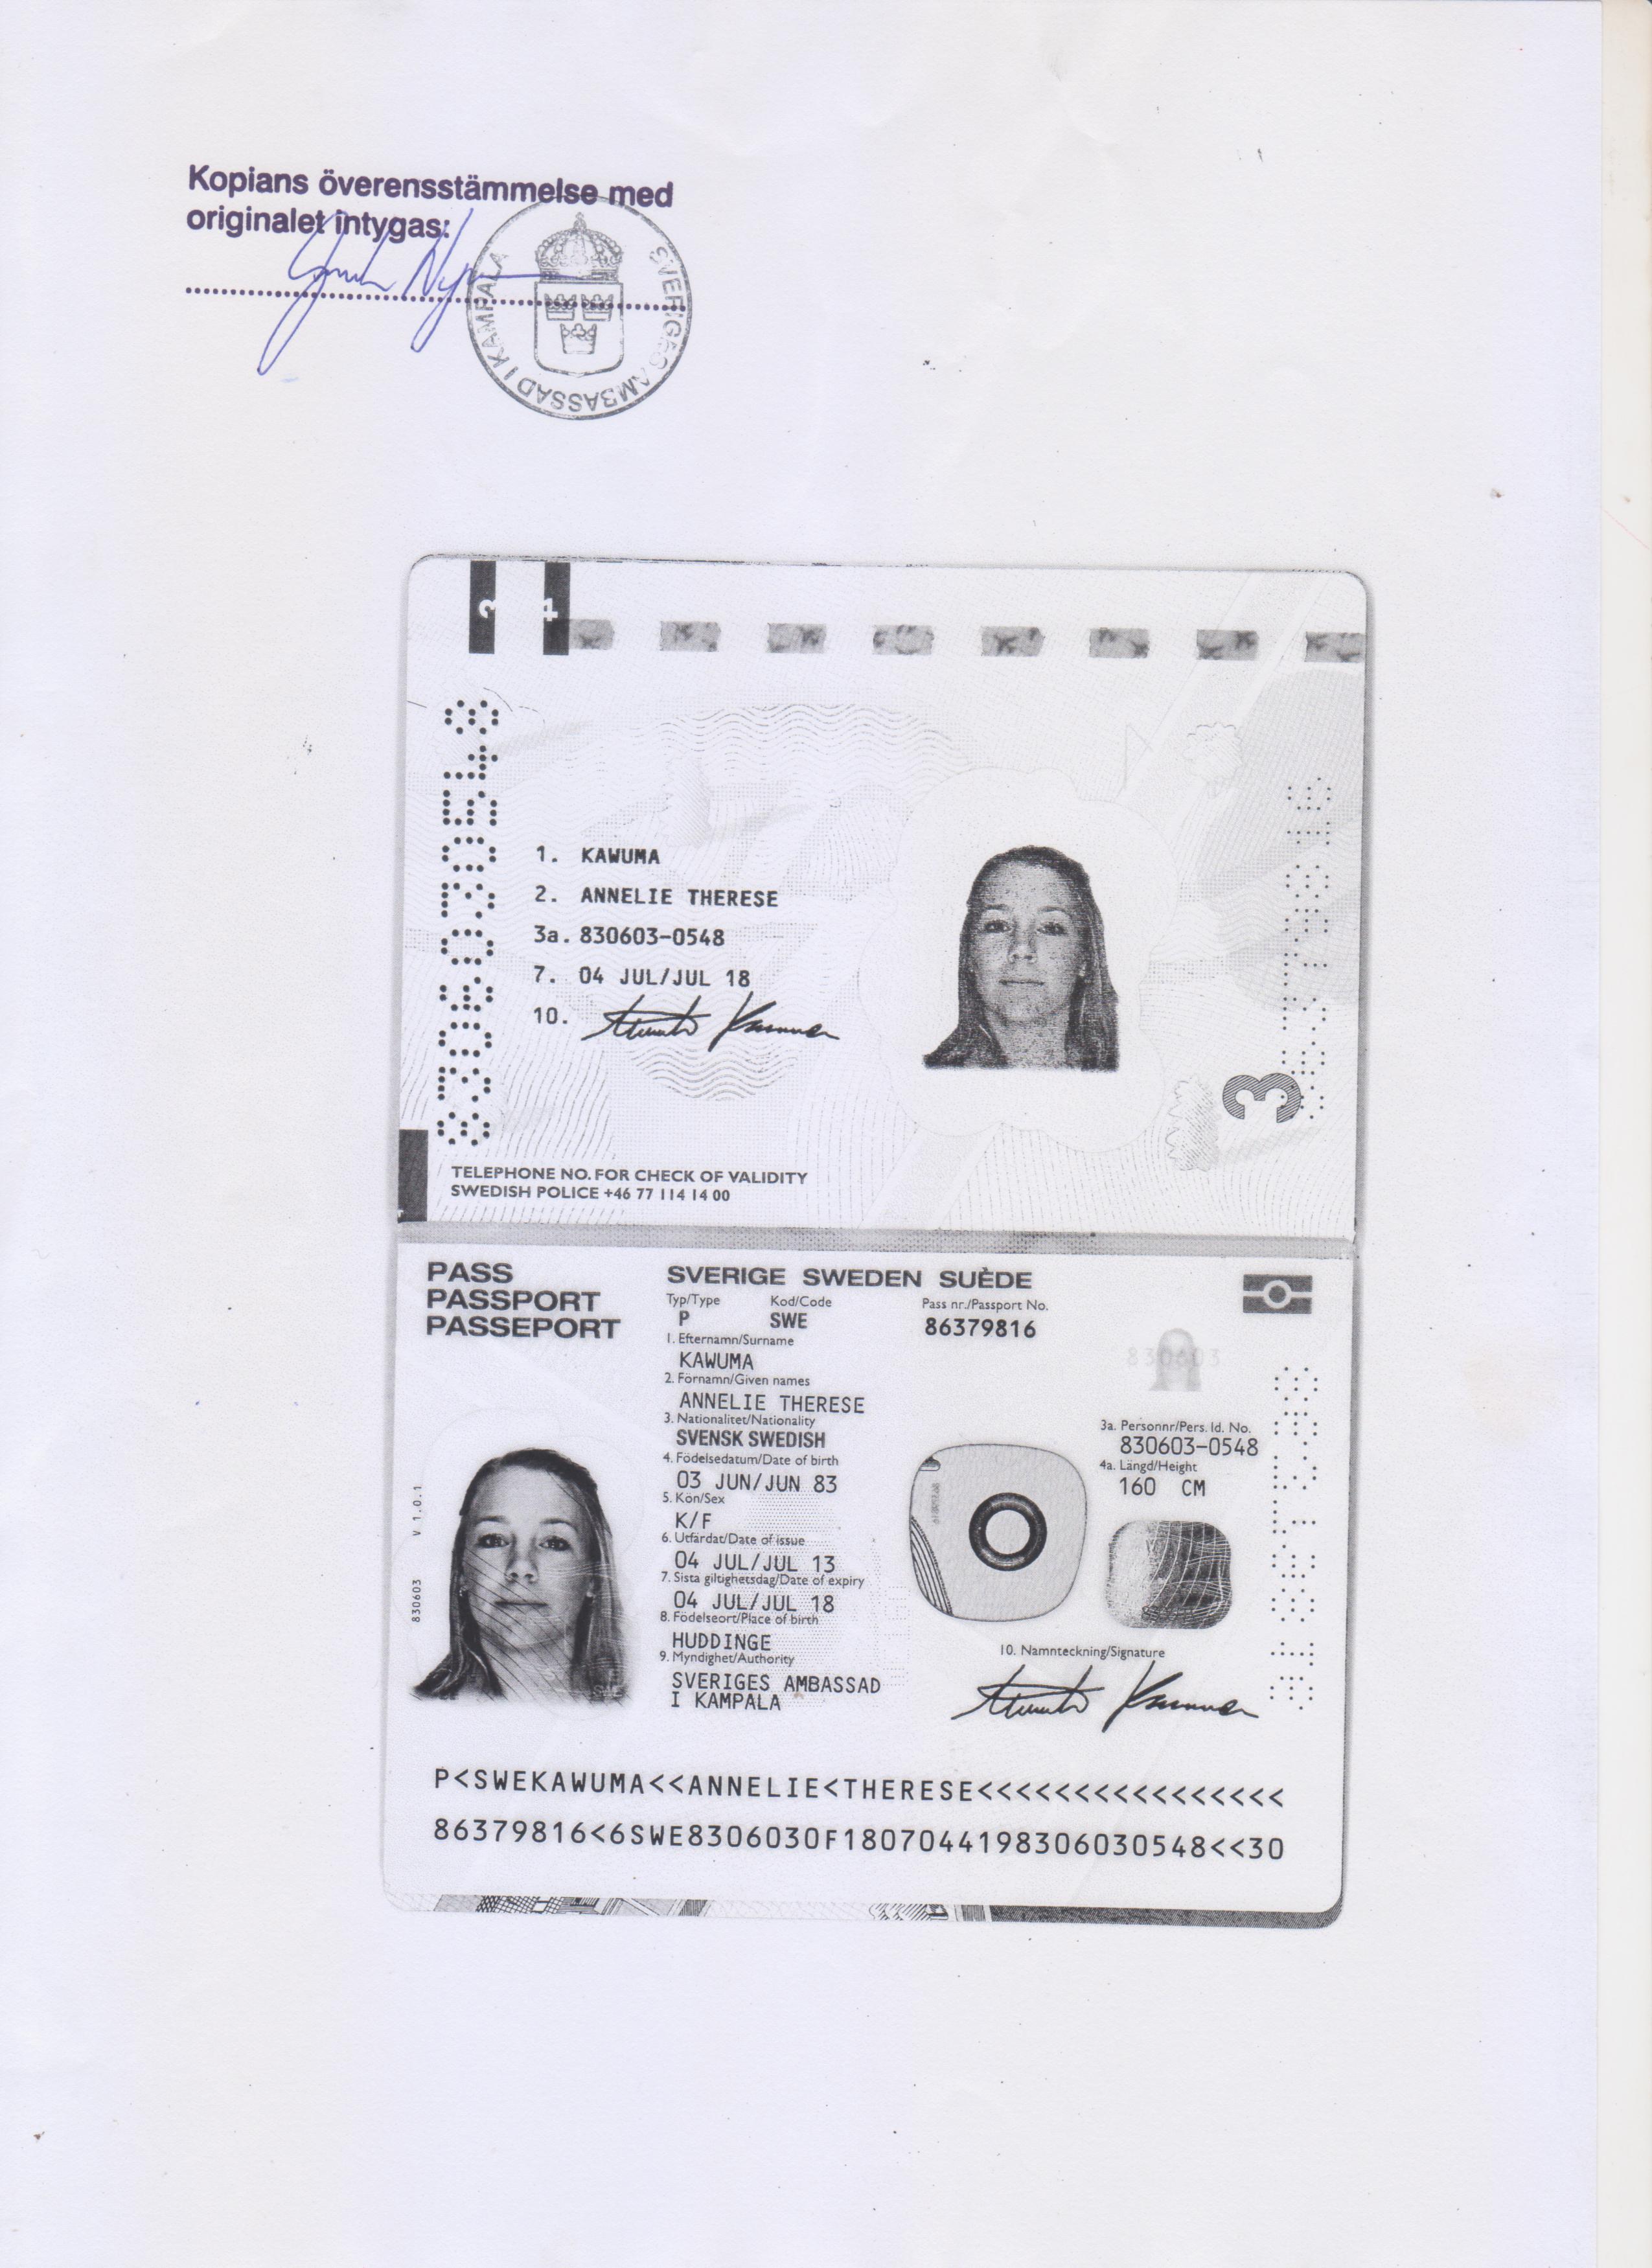 Kopians överensstämmelse med
originalet intygas:
SVERIGES AMBASSAD I KAMPALA
3
4
8306030548
1. KAWUMA
2. ANNELIE THERESE
3a. 830603-0548
7. 04 JUL/JUL 18
10.
3
86379816
TELEPHONE NO. FOR CHECK OF VALIDITY
SWEDISH POLICE +46 77 114 14 00
PASS
PASSPORT
PASSEPORT
SVERIGE SWEDEN SUÈDE
Typ/Type Kod/Code Pass nr./Passport No.
P SWE 86379816
1. Efternamn/Surname
KAWUMA
830603
2. Förnamn/Given names
ANNELIE THERESE
3. Nationalitet/Nationality
SVENSK SWEDISH
3a. Personnr/Pers. Id. No.
830603-0548
4. Födelsedatum/Date of birth
03 JUN/JUN 83
4a. Längd/Height
160 CM
5. Kön/Sex
K/F
6. Utfärdat/Date of issue
04 JUL/JUL 13
7. Sista giltighetsdag/Date of expiry
04 JUL/JUL 18
8. Födelseort/Place of birth
HUDDINGE
9. Myndighet/Authority
SVERIGES AMBASSAD
I KAMPALA
10. Namnteckning/Signature
830603 V 1.0.1
P<SWEKAWUMA<<ANNELIE<THERESE<<<<<<<<<<<<<<<<
86379816<6SWE8306030F1807044198306030548<<30